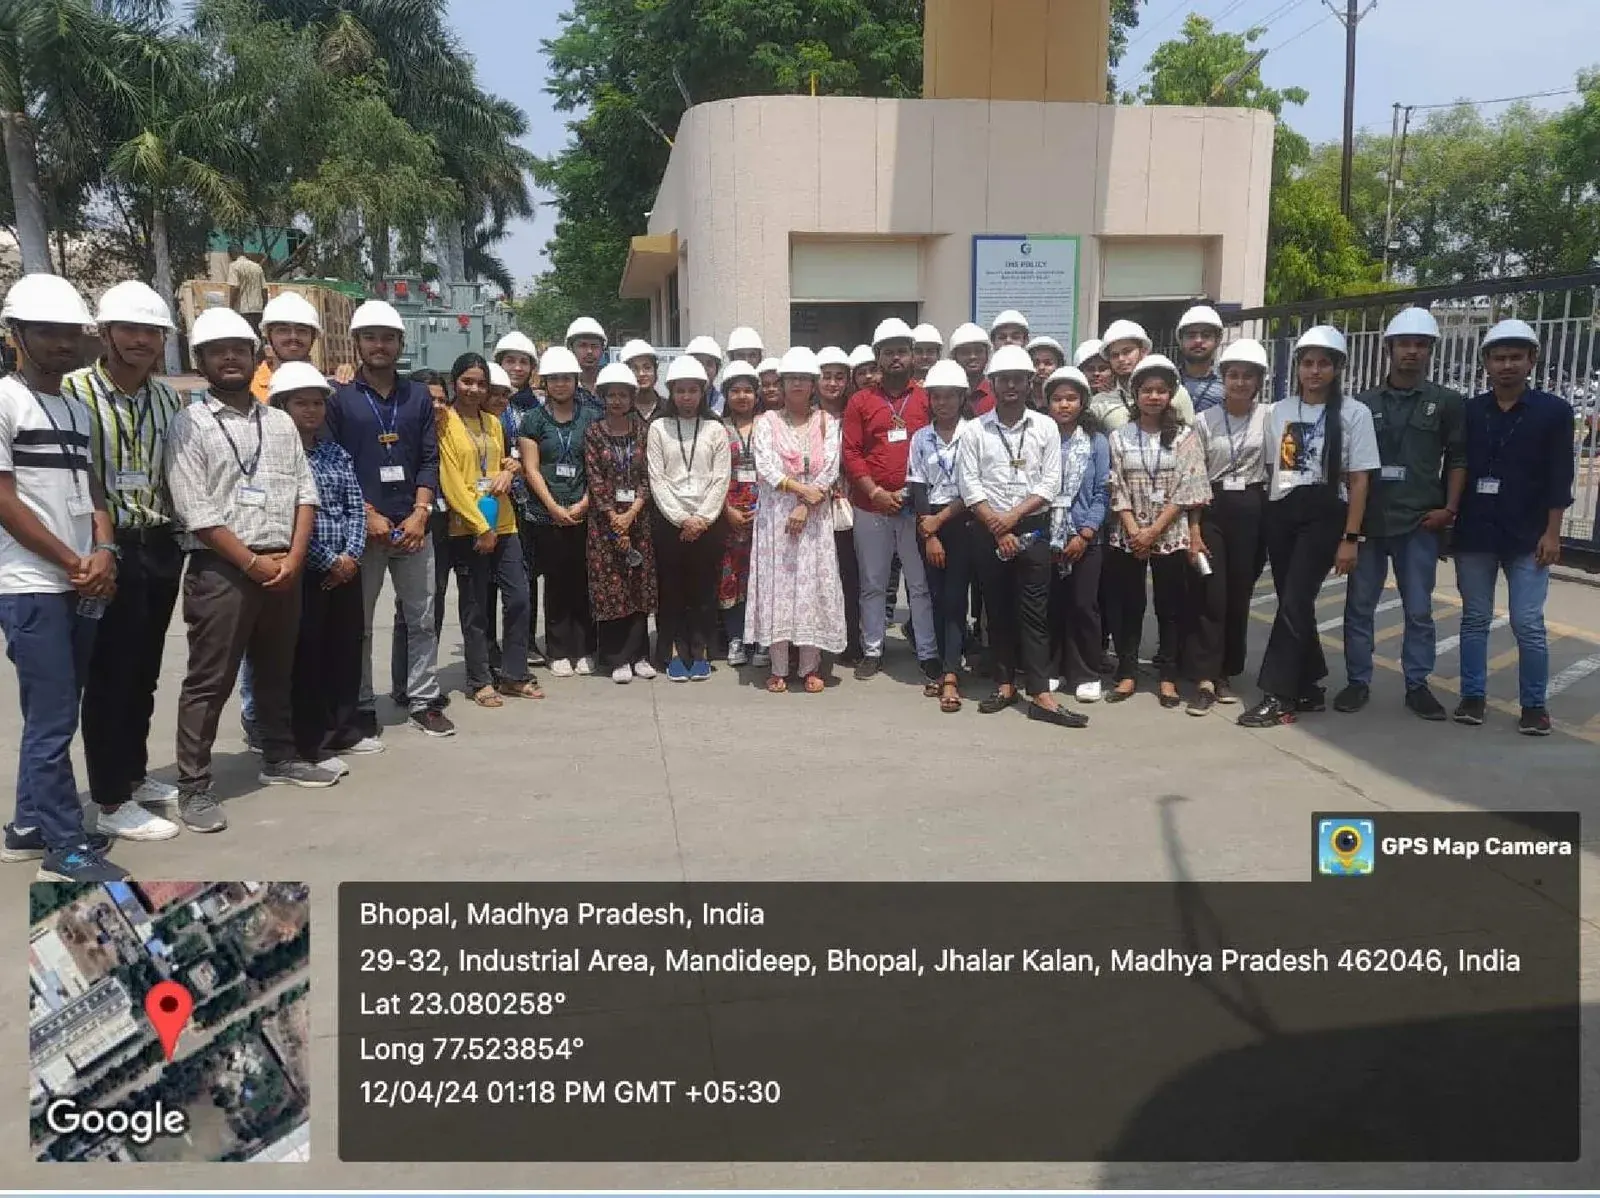 CG
GPS Map Camera
Bhopal, Madhya Pradesh, India
29-32, Industrial Area, Mandideep, Bhopal, Jhalar Kalan, Madhya Pradesh 462046, India
Lat 23.080258°
Long 77.523854°
12/04/24 01:18 PM GMT +05:30
Google